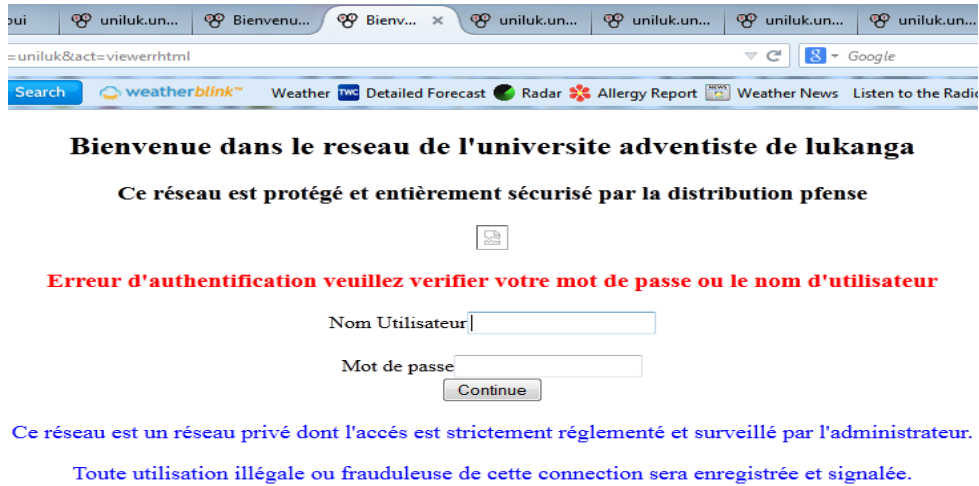 oui uniluk.un... Bienvenu... Bienv... × uniluk.un... uniluk.un... uniluk.un... uniluk.un...
=uniluk&act=viewerrhtml 8 Google
Search weatherblink™ Weather TWC Detailed Forecast Radar Allergy Report NEWS Weather News Listen to the Radi
Bienvenue dans le reseau de l'universite adventiste de lukanga
Ce réseau est protégé et entièrement sécurisé par la distribution pfense
Erreur d'authentification veuillez verifier votre mot de passe ou le nom d'utilisateur
Nom Utilisateur
Mot de passe
Continue
Ce réseau est un réseau privé dont l'accés est strictement réglementé et surveillé par l'administrateur.
Toute utilisation illégale ou frauduleuse de cette connection sera enregistrée et signalée.